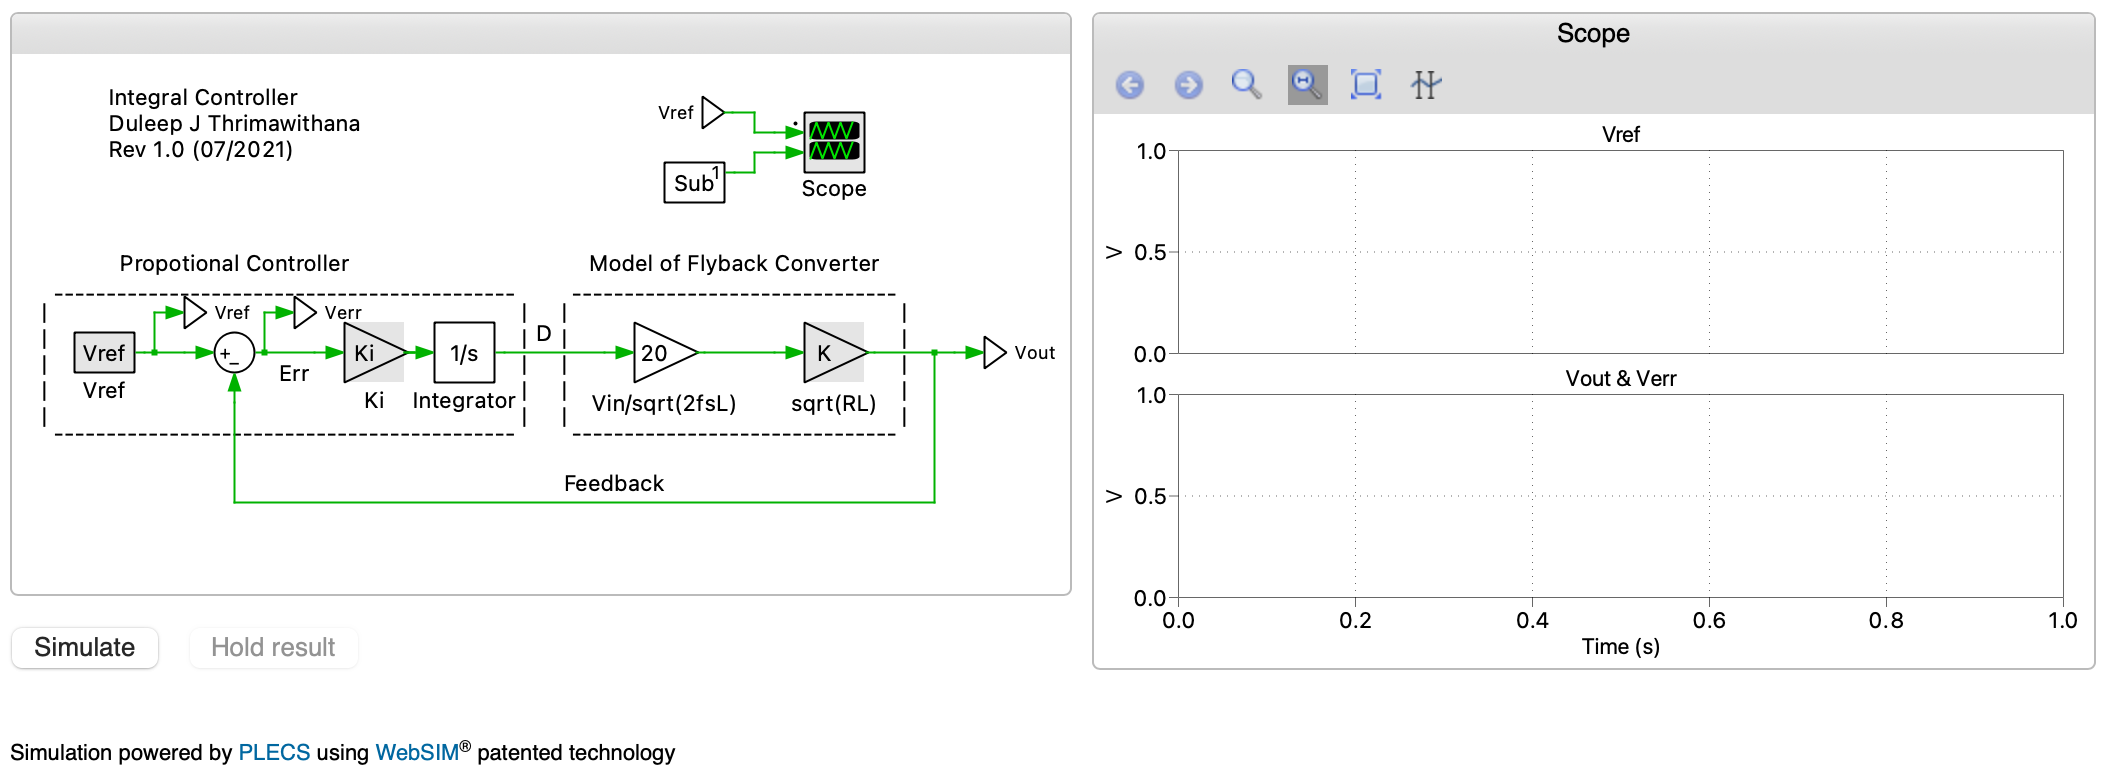 Integral Controller
Duleep J Thrimawithana
Rev 1.0 (07/2021)
Vref
Sub 1
Scope
Propotional Controller
Model of Flyback Converter
Vref
Verr
Vref
+
−
Ki
1/s
D
20
K
Vout
Vref
Err
Ki
Integrator
Vin/sqrt(2fsL)
sqrt(RL)
Feedback
Simulate
Hold result
Scope
Vref
1.0
V 0.5
0.0
Vout & Verr
1.0
V 0.5
0.0
0.0 0.2 0.4 0.6 0.8 1.0
Time (s)
Simulation powered by PLECS using WebSIM® patented technology